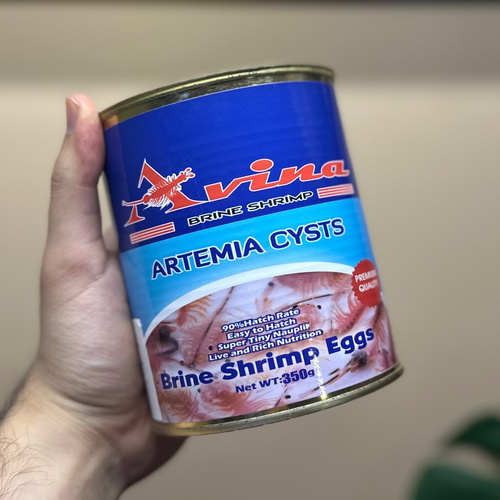 Avina
BRINE SHRIMP
ARTEMIA CYSTS
PREMIUM
QUALITY
90%Hatch Rate
Easy to Hatch
Super Tiny Nauplii
Live and Rich Nutrition
Brine Shrimp Eggs
Net WT:350g